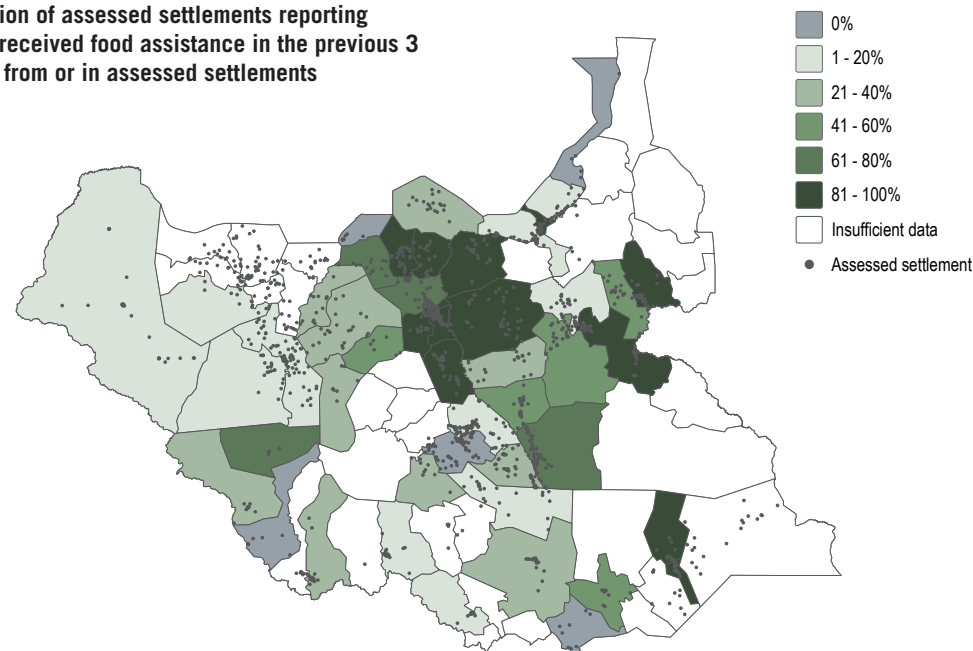 ion of assessed settlements reporting
received food assistance in the previous 3
from or in assessed settlements
0%
1 - 20%
21 - 40%
41 - 60%
61 - 80%
81 - 100%
Insufficient data
Assessed settlement